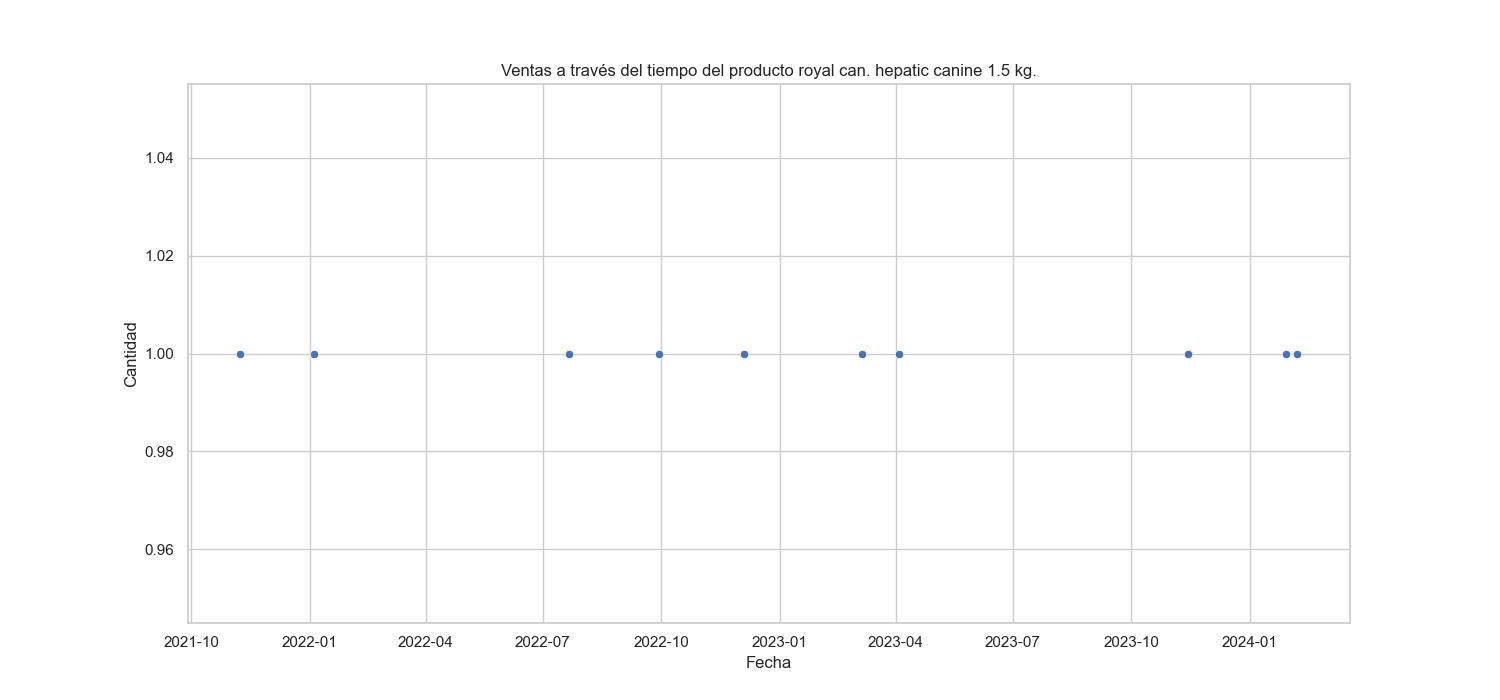 Ventas a través del tiempo del producto royal can. hepatic canine 1.5 kg.
1.04
1.02
1.00
0.98
0.96
Cantidad
2021-10 2022-01 2022-04 2022-07 2022-10 2023-01 2023-04 2023-07 2023-10 2024-01
Fecha